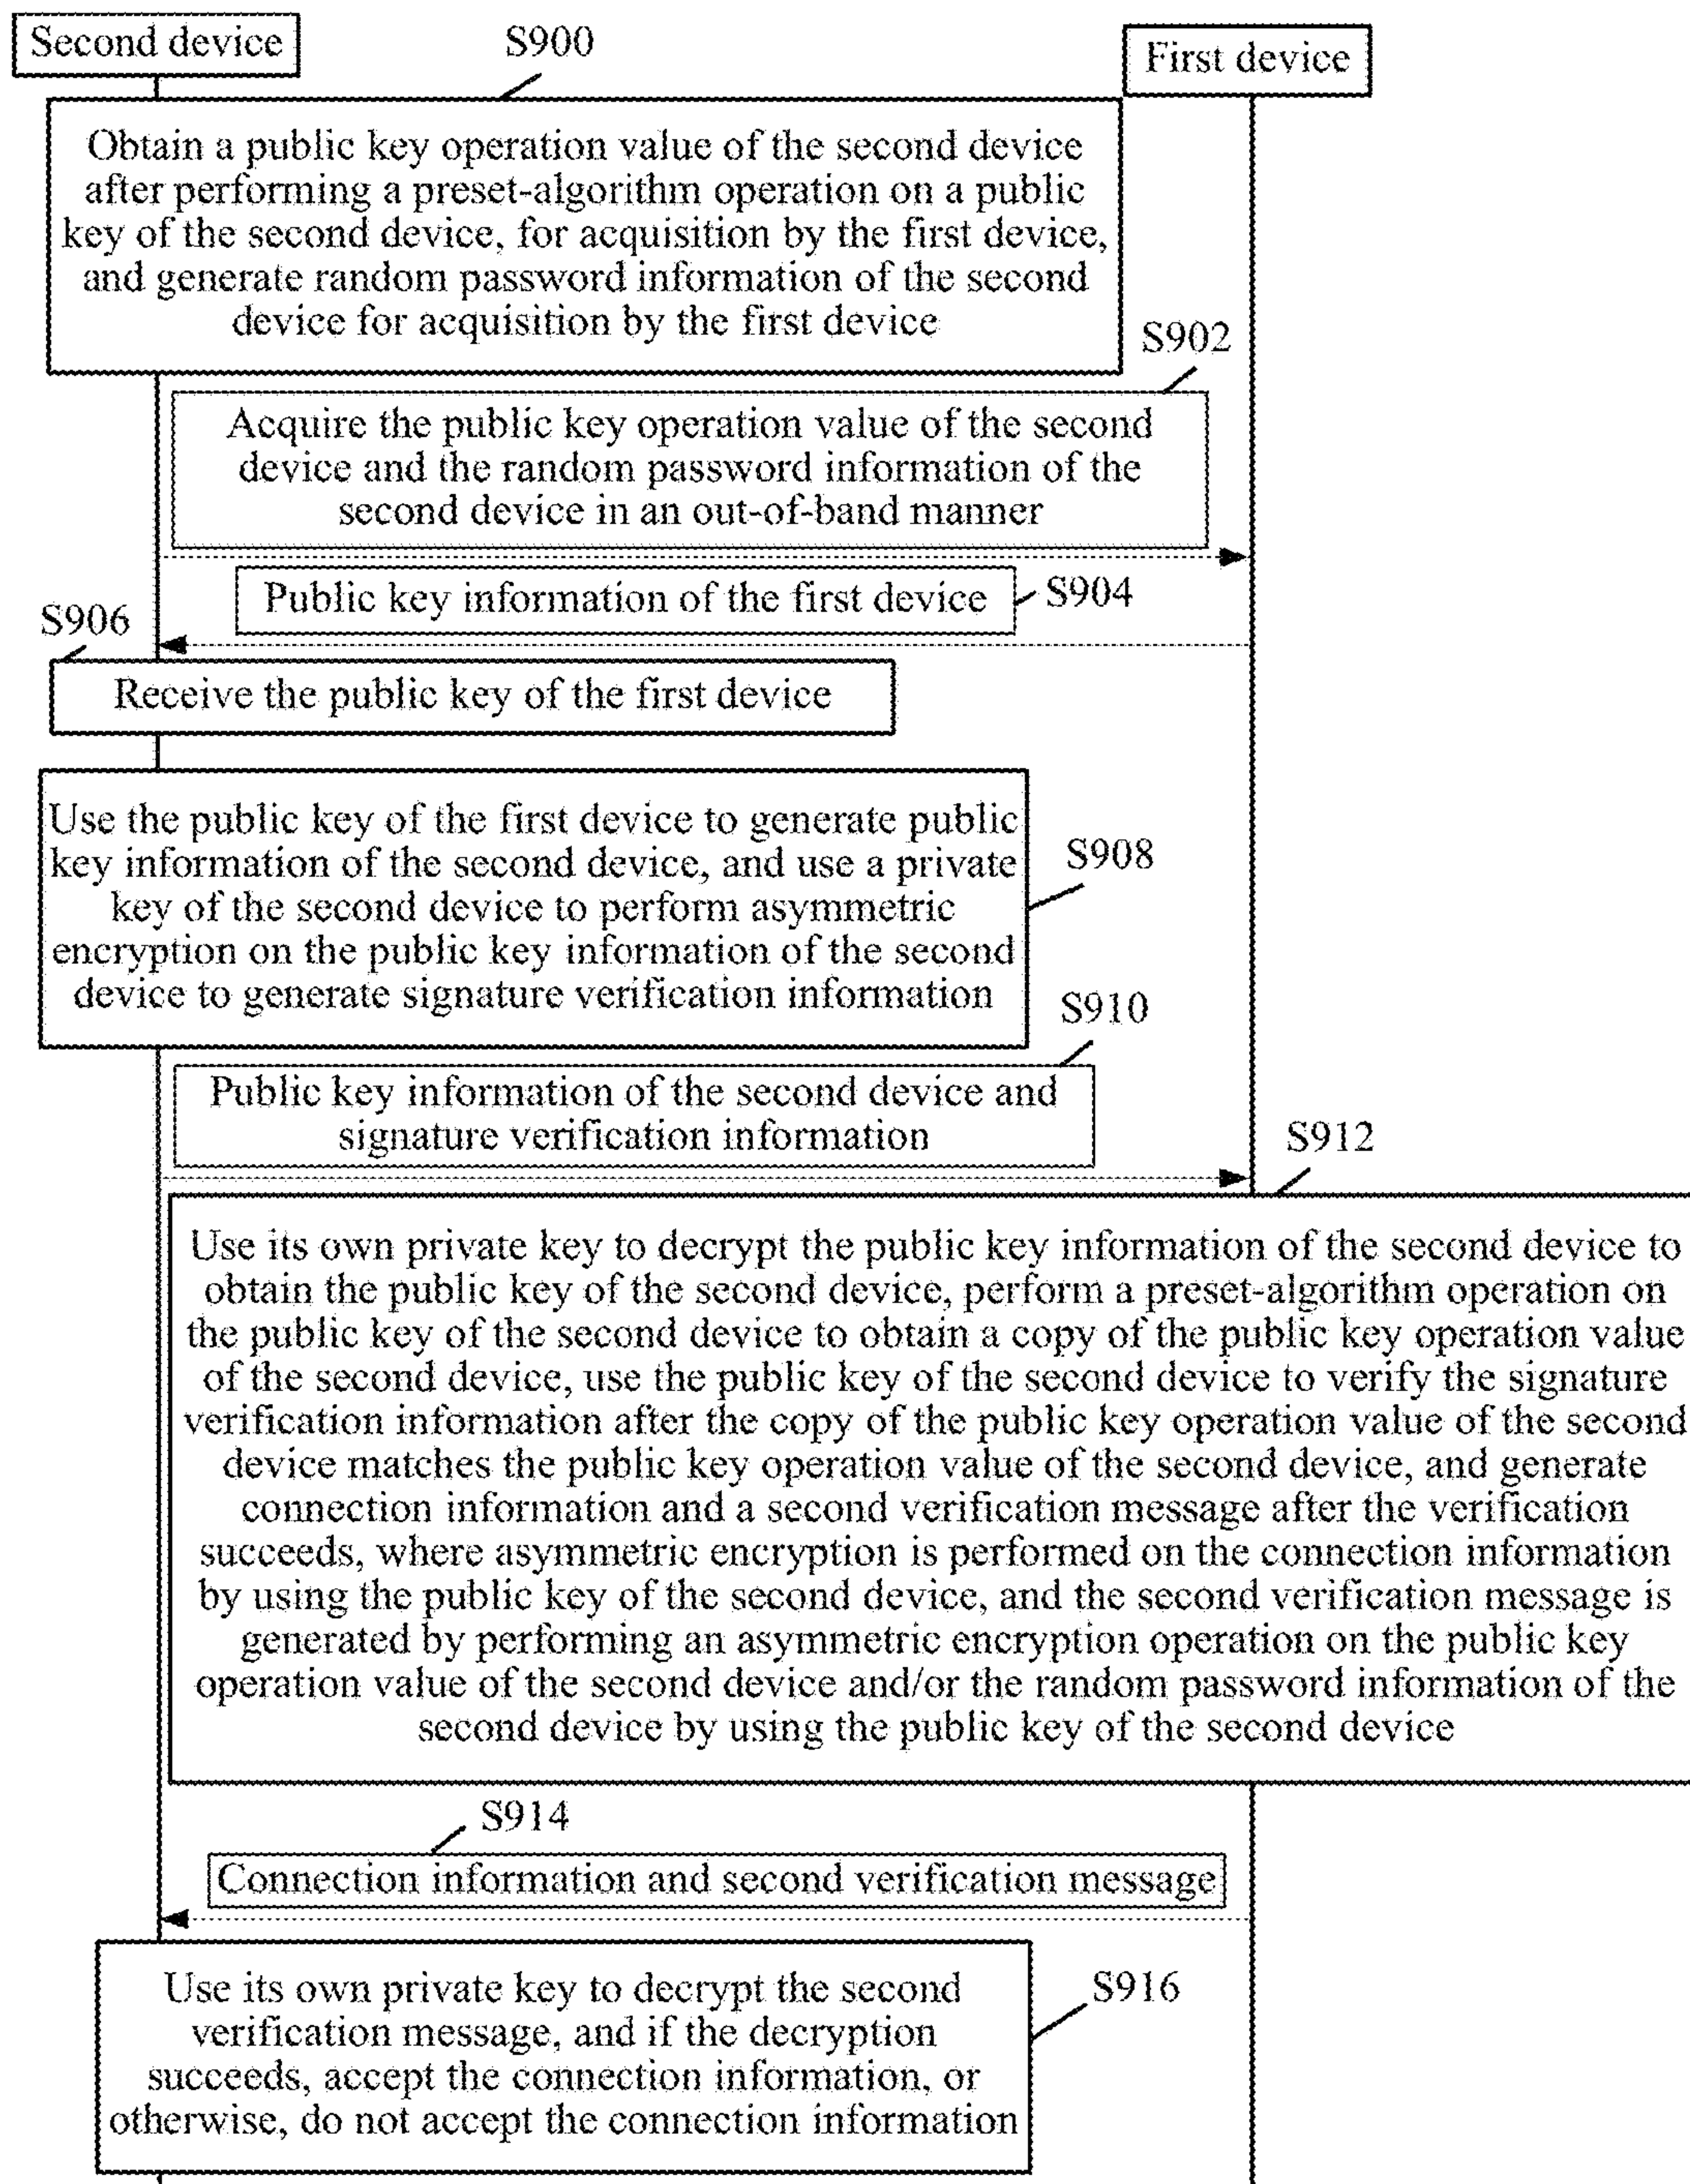 Second device
S900
First device
Obtain a public key operation value of the second device
after performing a preset-algorithm operation on a public
key of the second device, for acquisition by the first device,
and generate random password information of the second
device for acquisition by the first device
S902
Acquire the public key operation value of the second
device and the random password information of the
second device in an out-of-band manner
Public key information of the first device
S904
S906
Receive the public key of the first device
Use the public key of the first device to generate public
key information of the second device, and use a private
key of the second device to perform asymmetric
encryption on the public key information of the second
device to generate signature verification information
S908
S910
Public key information of the second device and
signature verification information
S912
Use its own private key to decrypt the public key information of the second device to
obtain the public key of the second device, perform a preset-algorithm operation on
the public key of the second device to obtain a copy of the public key operation value
of the second device, use the public key of the second device to verify the signature
verification information after the copy of the public key operation value of the second
device matches the public key operation value of the second device, and generate
connection information and a second verification message after the verification
succeeds, where asymmetric encryption is performed on the connection information
by using the public key of the second device, and the second verification message is
generated by performing an asymmetric encryption operation on the public key
operation value of the second device and/or the random password information of the
second device by using the public key of the second device
S914
Connection information and second verification message
Use its own private key to decrypt the second
verification message, and if the decryption
succeeds, accept the connection information, or
otherwise, do not accept the connection information
S916